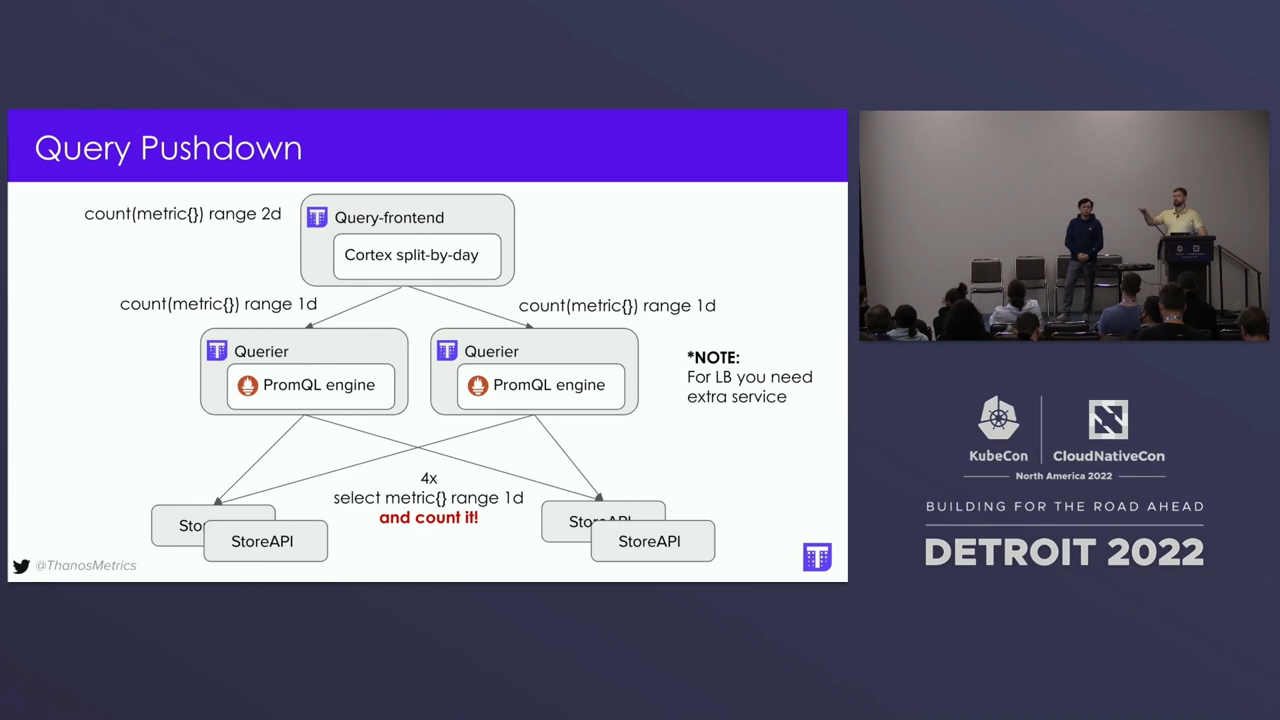 Query Pushdown
count(metric{}) range 2d
Query-frontend
Cortex split-by-day
count(metric{}) range 1d
count(metric{}) range 1d
Querier
PromQL engine
Querier
PromQL engine
*NOTE:
For LB you need
extra service
4x
select metric{} range 1d
and count it!
Sto
StoreAPI
StoreAPI
StoreAPI
@ThanosMetrics
KubeCon
CloudNativeCon
North America 2022
BUILDING FOR THE ROAD AHEAD
DETROIT 2022